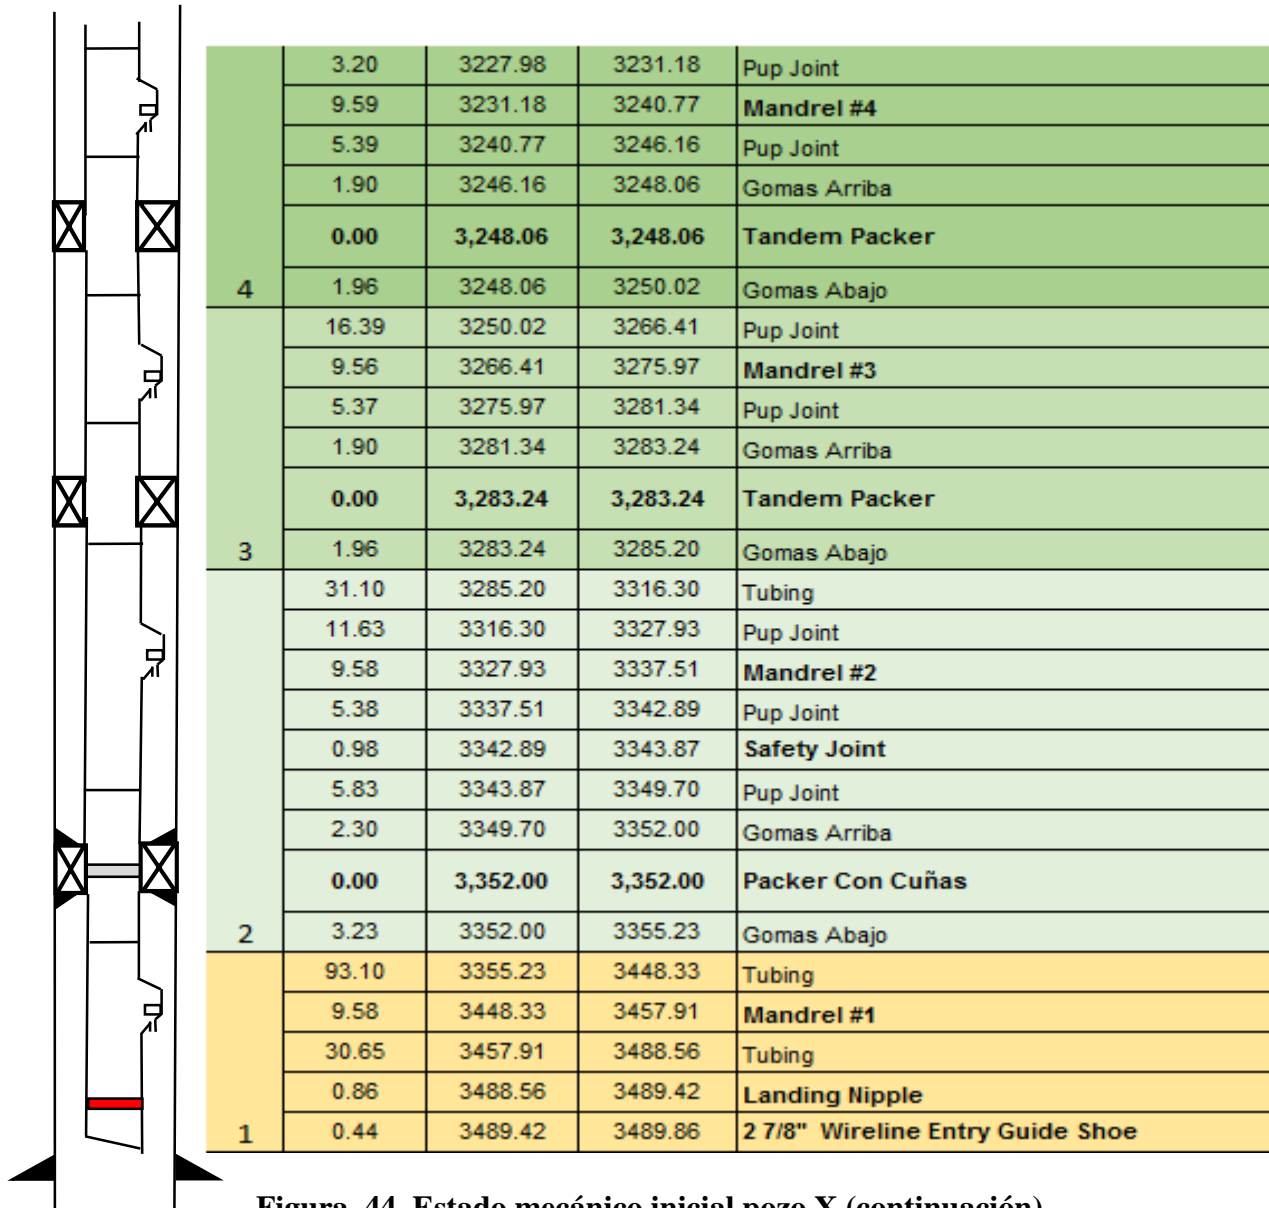 3.20 3227.98 3231.18 Pup Joint
9.59 3231.18 3240.77 Mandrel #4
5.39 3240.77 3246.16 Pup Joint
1.90 3246.16 3248.06 Gomas Arriba
0.00 3,248.06 3,248.06 Tandem Packer
4 1.96 3248.06 3250.02 Gomas Abajo
16.39 3250.02 3266.41 Pup Joint
9.56 3266.41 3275.97 Mandrel #3
5.37 3275.97 3281.34 Pup Joint
1.90 3281.34 3283.24 Gomas Arriba
0.00 3,283.24 3,283.24 Tandem Packer
3 1.96 3283.24 3285.20 Gomas Abajo
31.10 3285.20 3316.30 Tubing
11.63 3316.30 3327.93 Pup Joint
9.58 3327.93 3337.51 Mandrel #2
5.38 3337.51 3342.89 Pup Joint
0.98 3342.89 3343.87 Safety Joint
5.83 3343.87 3349.70 Pup Joint
2.30 3349.70 3352.00 Gomas Arriba
0.00 3,352.00 3,352.00 Packer Con Cuñas
2 3.23 3352.00 3355.23 Gomas Abajo
93.10 3355.23 3448.33 Tubing
9.58 3448.33 3457.91 Mandrel #1
30.65 3457.91 3488.56 Tubing
0.86 3488.56 3489.42 Landing Nipple
1 0.44 3489.42 3489.86 2 7/8" Wireline Entry Guide Shoe
Figura 44. Estado mecánico inicial pozo X (continuación)